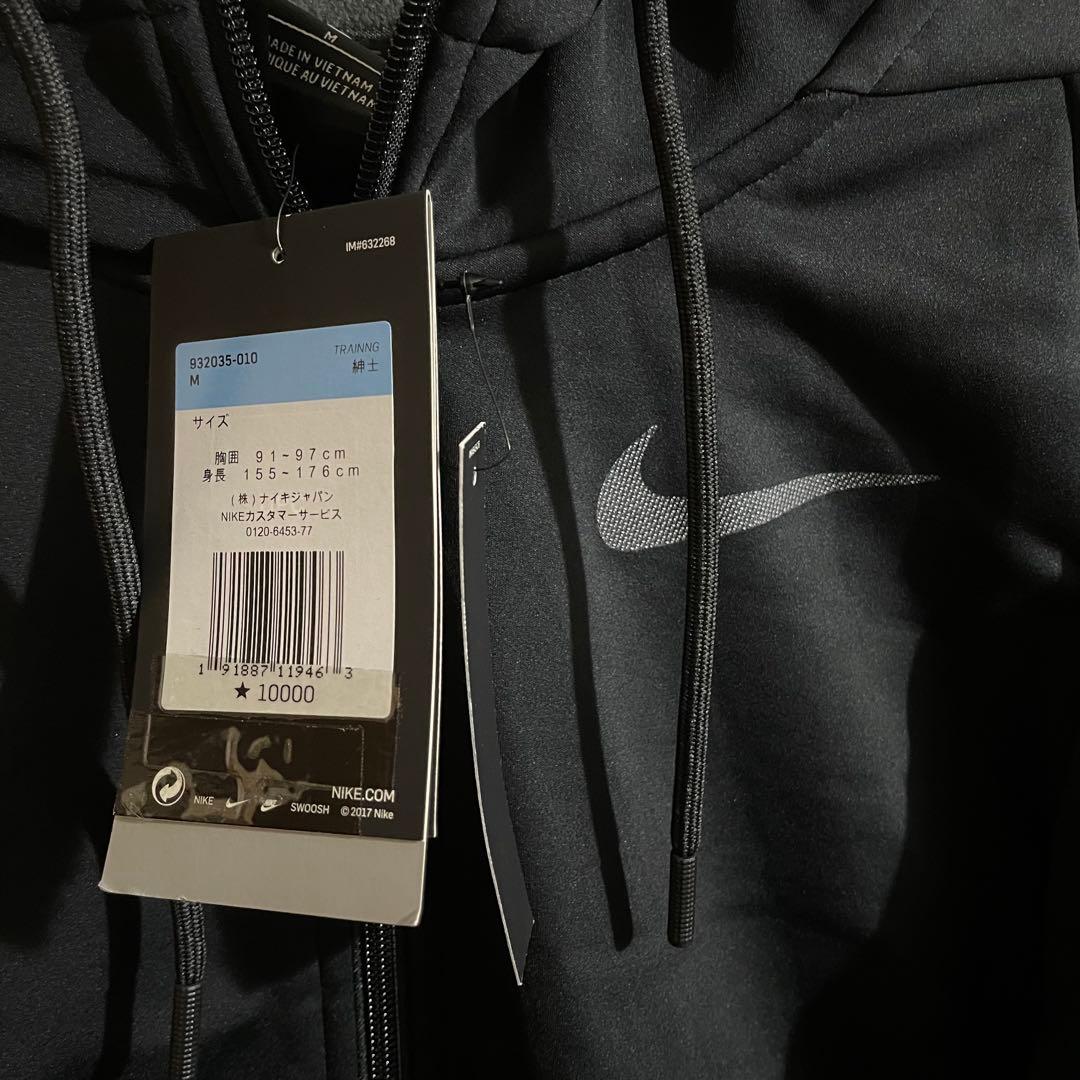 M
MADE IN VIETNAM
IQUE AU VIETNAM
IM#632268
932035-010
TRAINNG
M
紳士
サイズ
胸囲 91~97cm
身長 155~176cm
(株)ナイキジャパン
NIKEカスタマーサービス
0120-6453-77
1 91887 11946 3
★ 10000
NIKE.COM
NIKE SWOOSH © 2017 Nike